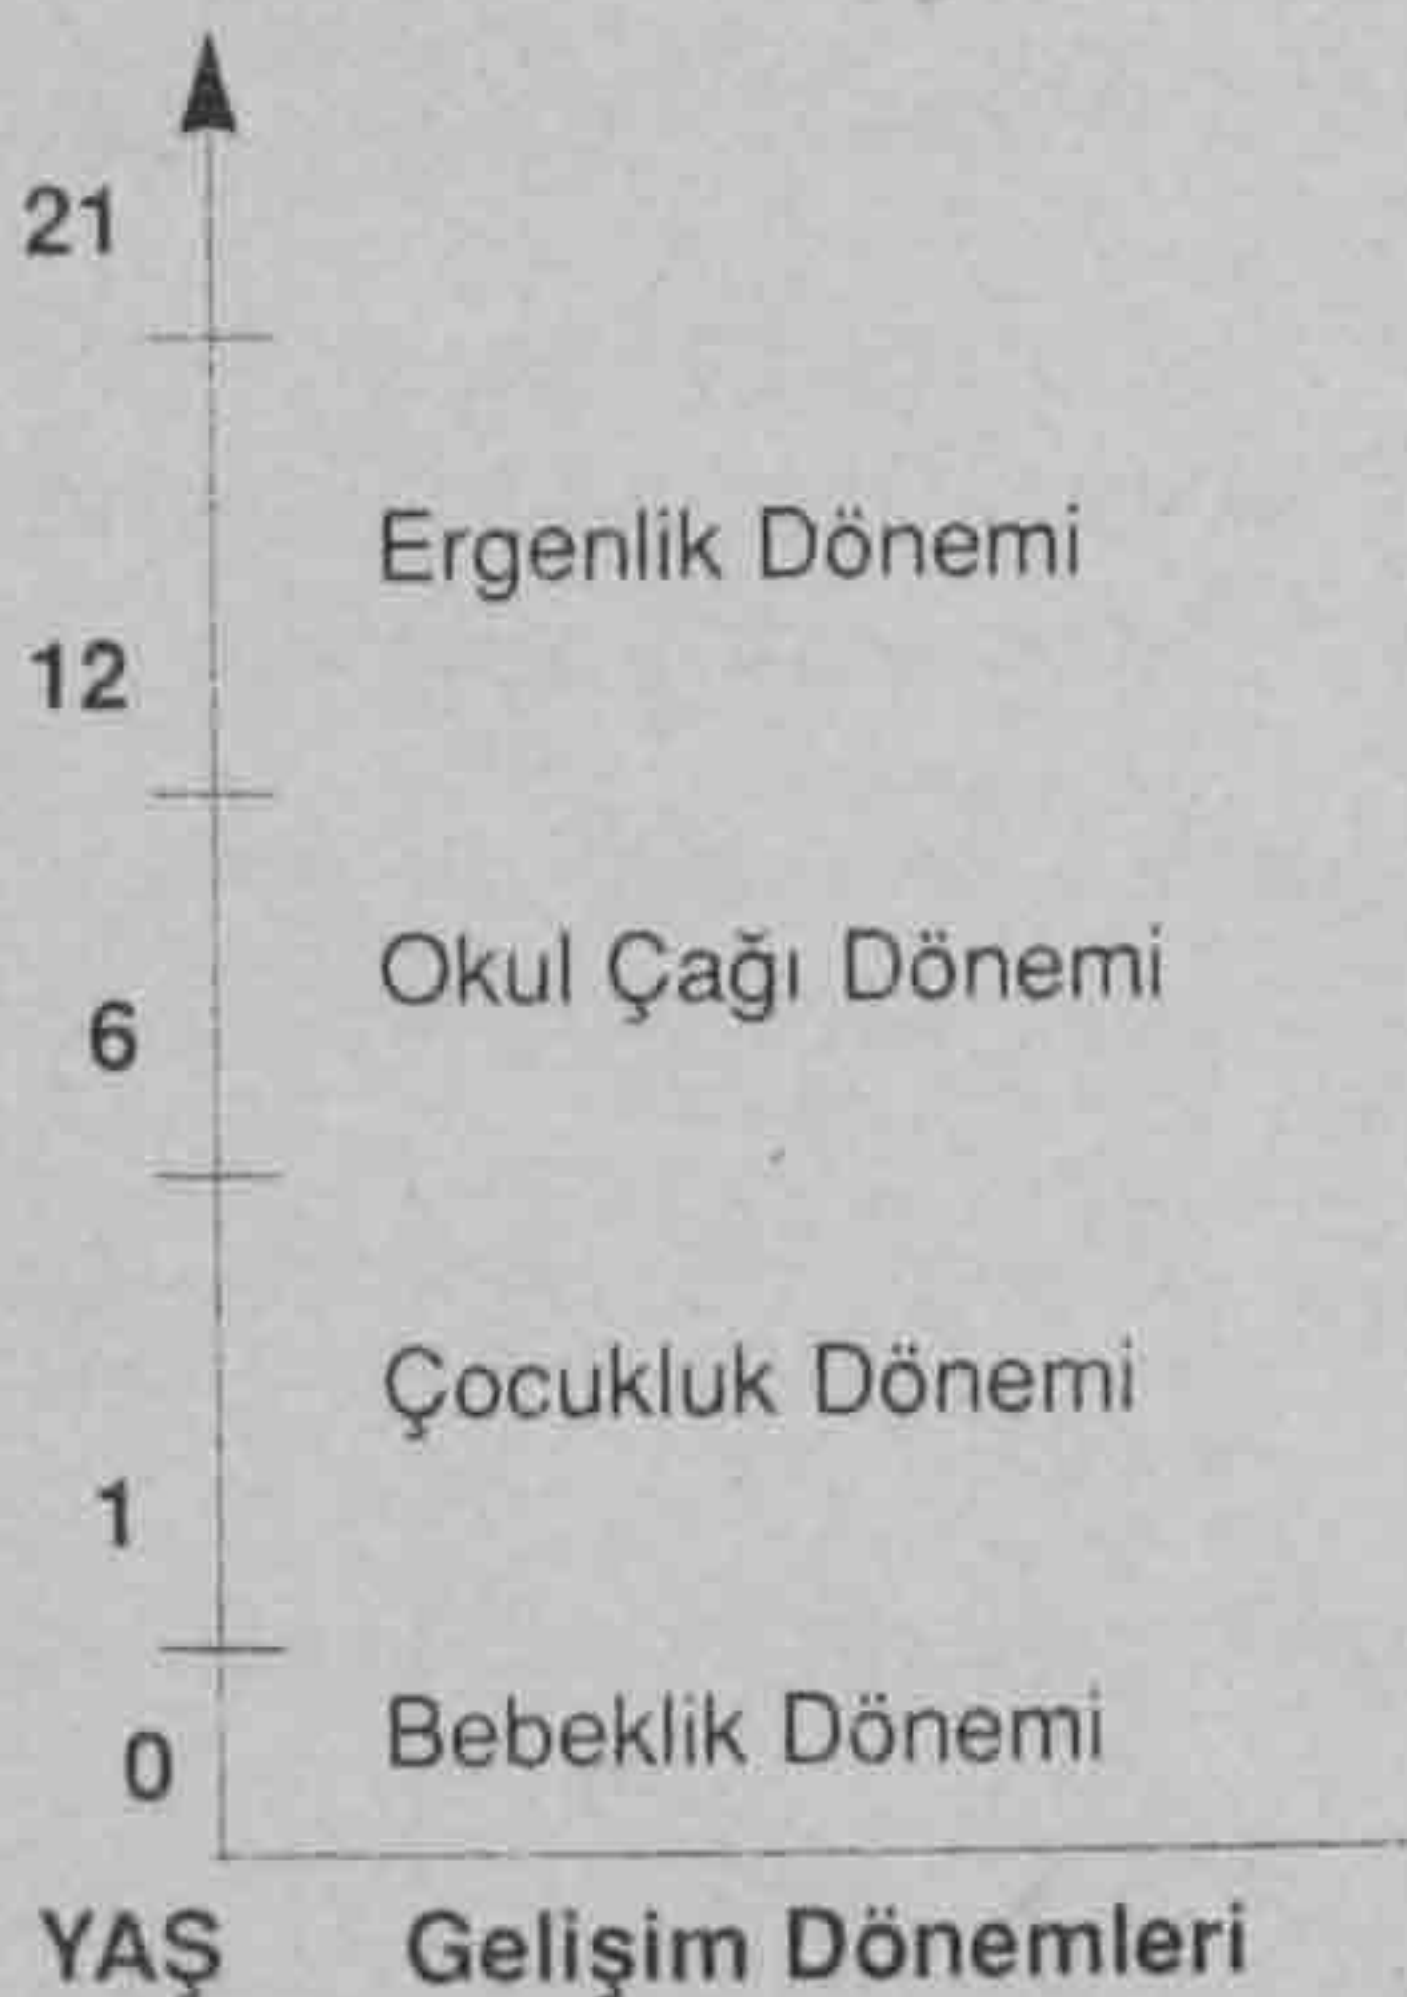 21
Ergenlik Dönemi
12
Okul Çağı Dönemi
6
Çocukluk Dönemi
1
Bebeklik Dönemi
0
YAŞ Gelişim Dönemleri